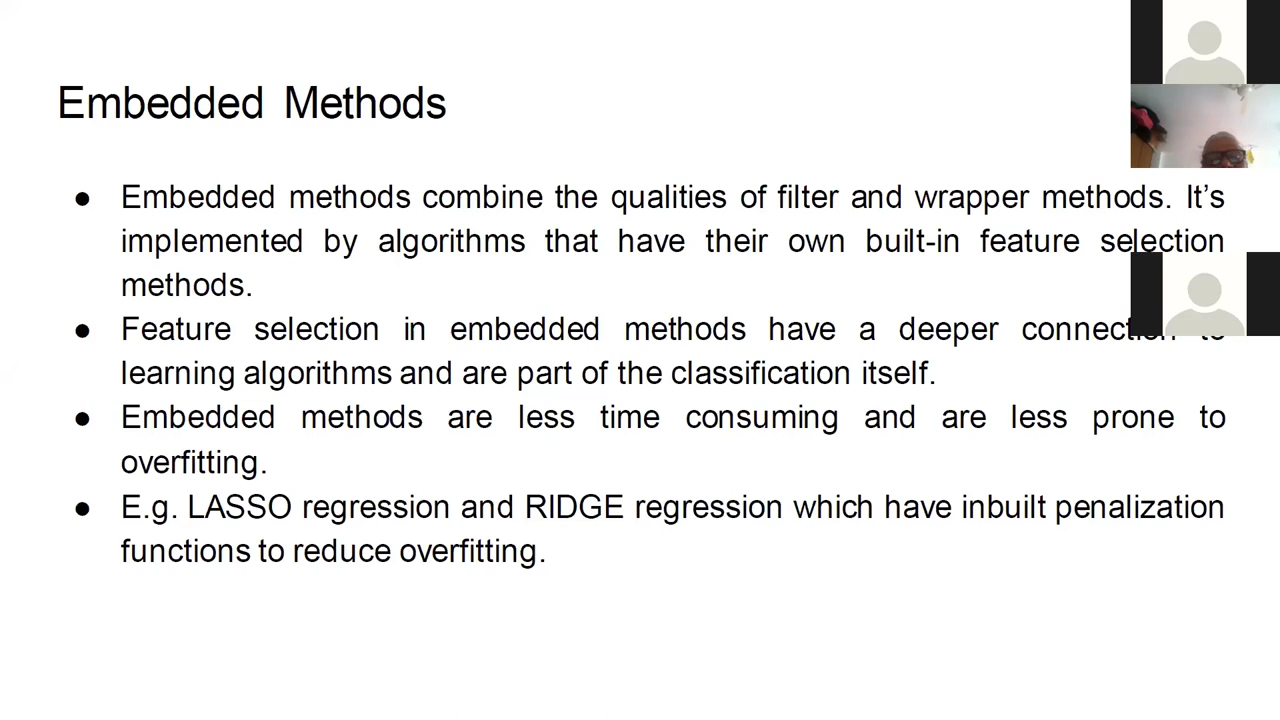 Embedded Methods
● Embedded methods combine the qualities of filter and wrapper methods. It’s
implemented by algorithms that have their own built-in feature selection
methods.
● Feature selection in embedded methods have a deeper connection to
learning algorithms and are part of the classification itself.
● Embedded methods are less time consuming and are less prone to
overfitting.
● E.g. LASSO regression and RIDGE regression which have inbuilt penalization
functions to reduce overfitting.